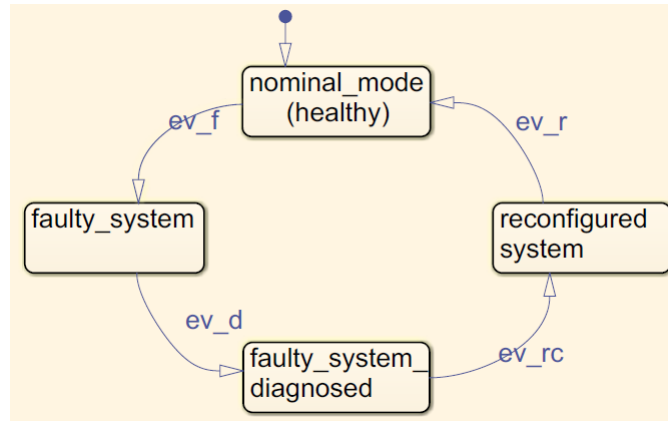 nominal_mode
(healthy)
ev_f
ev_r
faulty_system
reconfigured
system
ev_d
faulty_system_
diagnosed
ev_rc